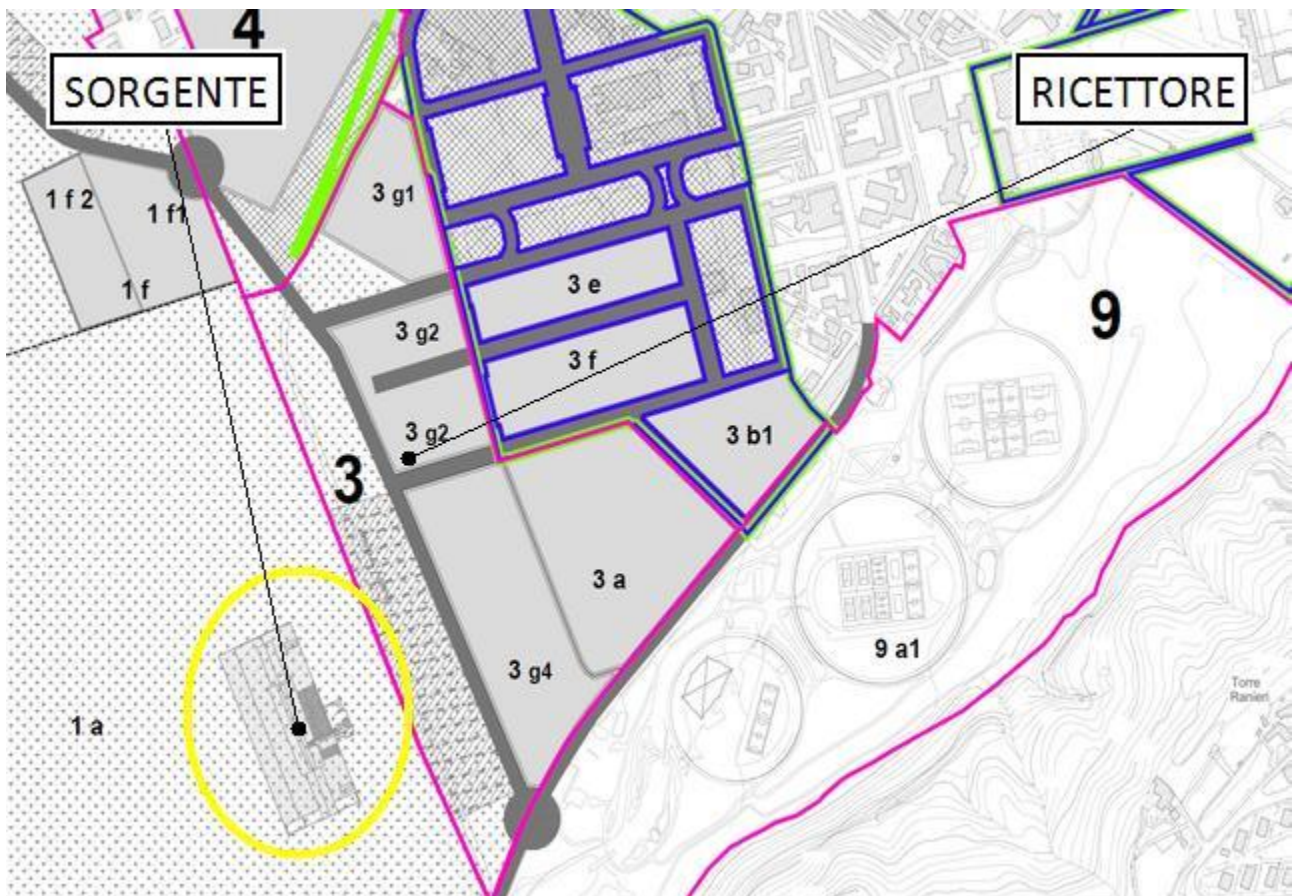 4
SORGENTE
RICETTORE
1 f 2
1 f1
3 g1
1 f
3 e
9
3 g2
3 f
3 g2
3 b1
3
3 a
9 a1
3 g4
Torre
Ranieri
1 a